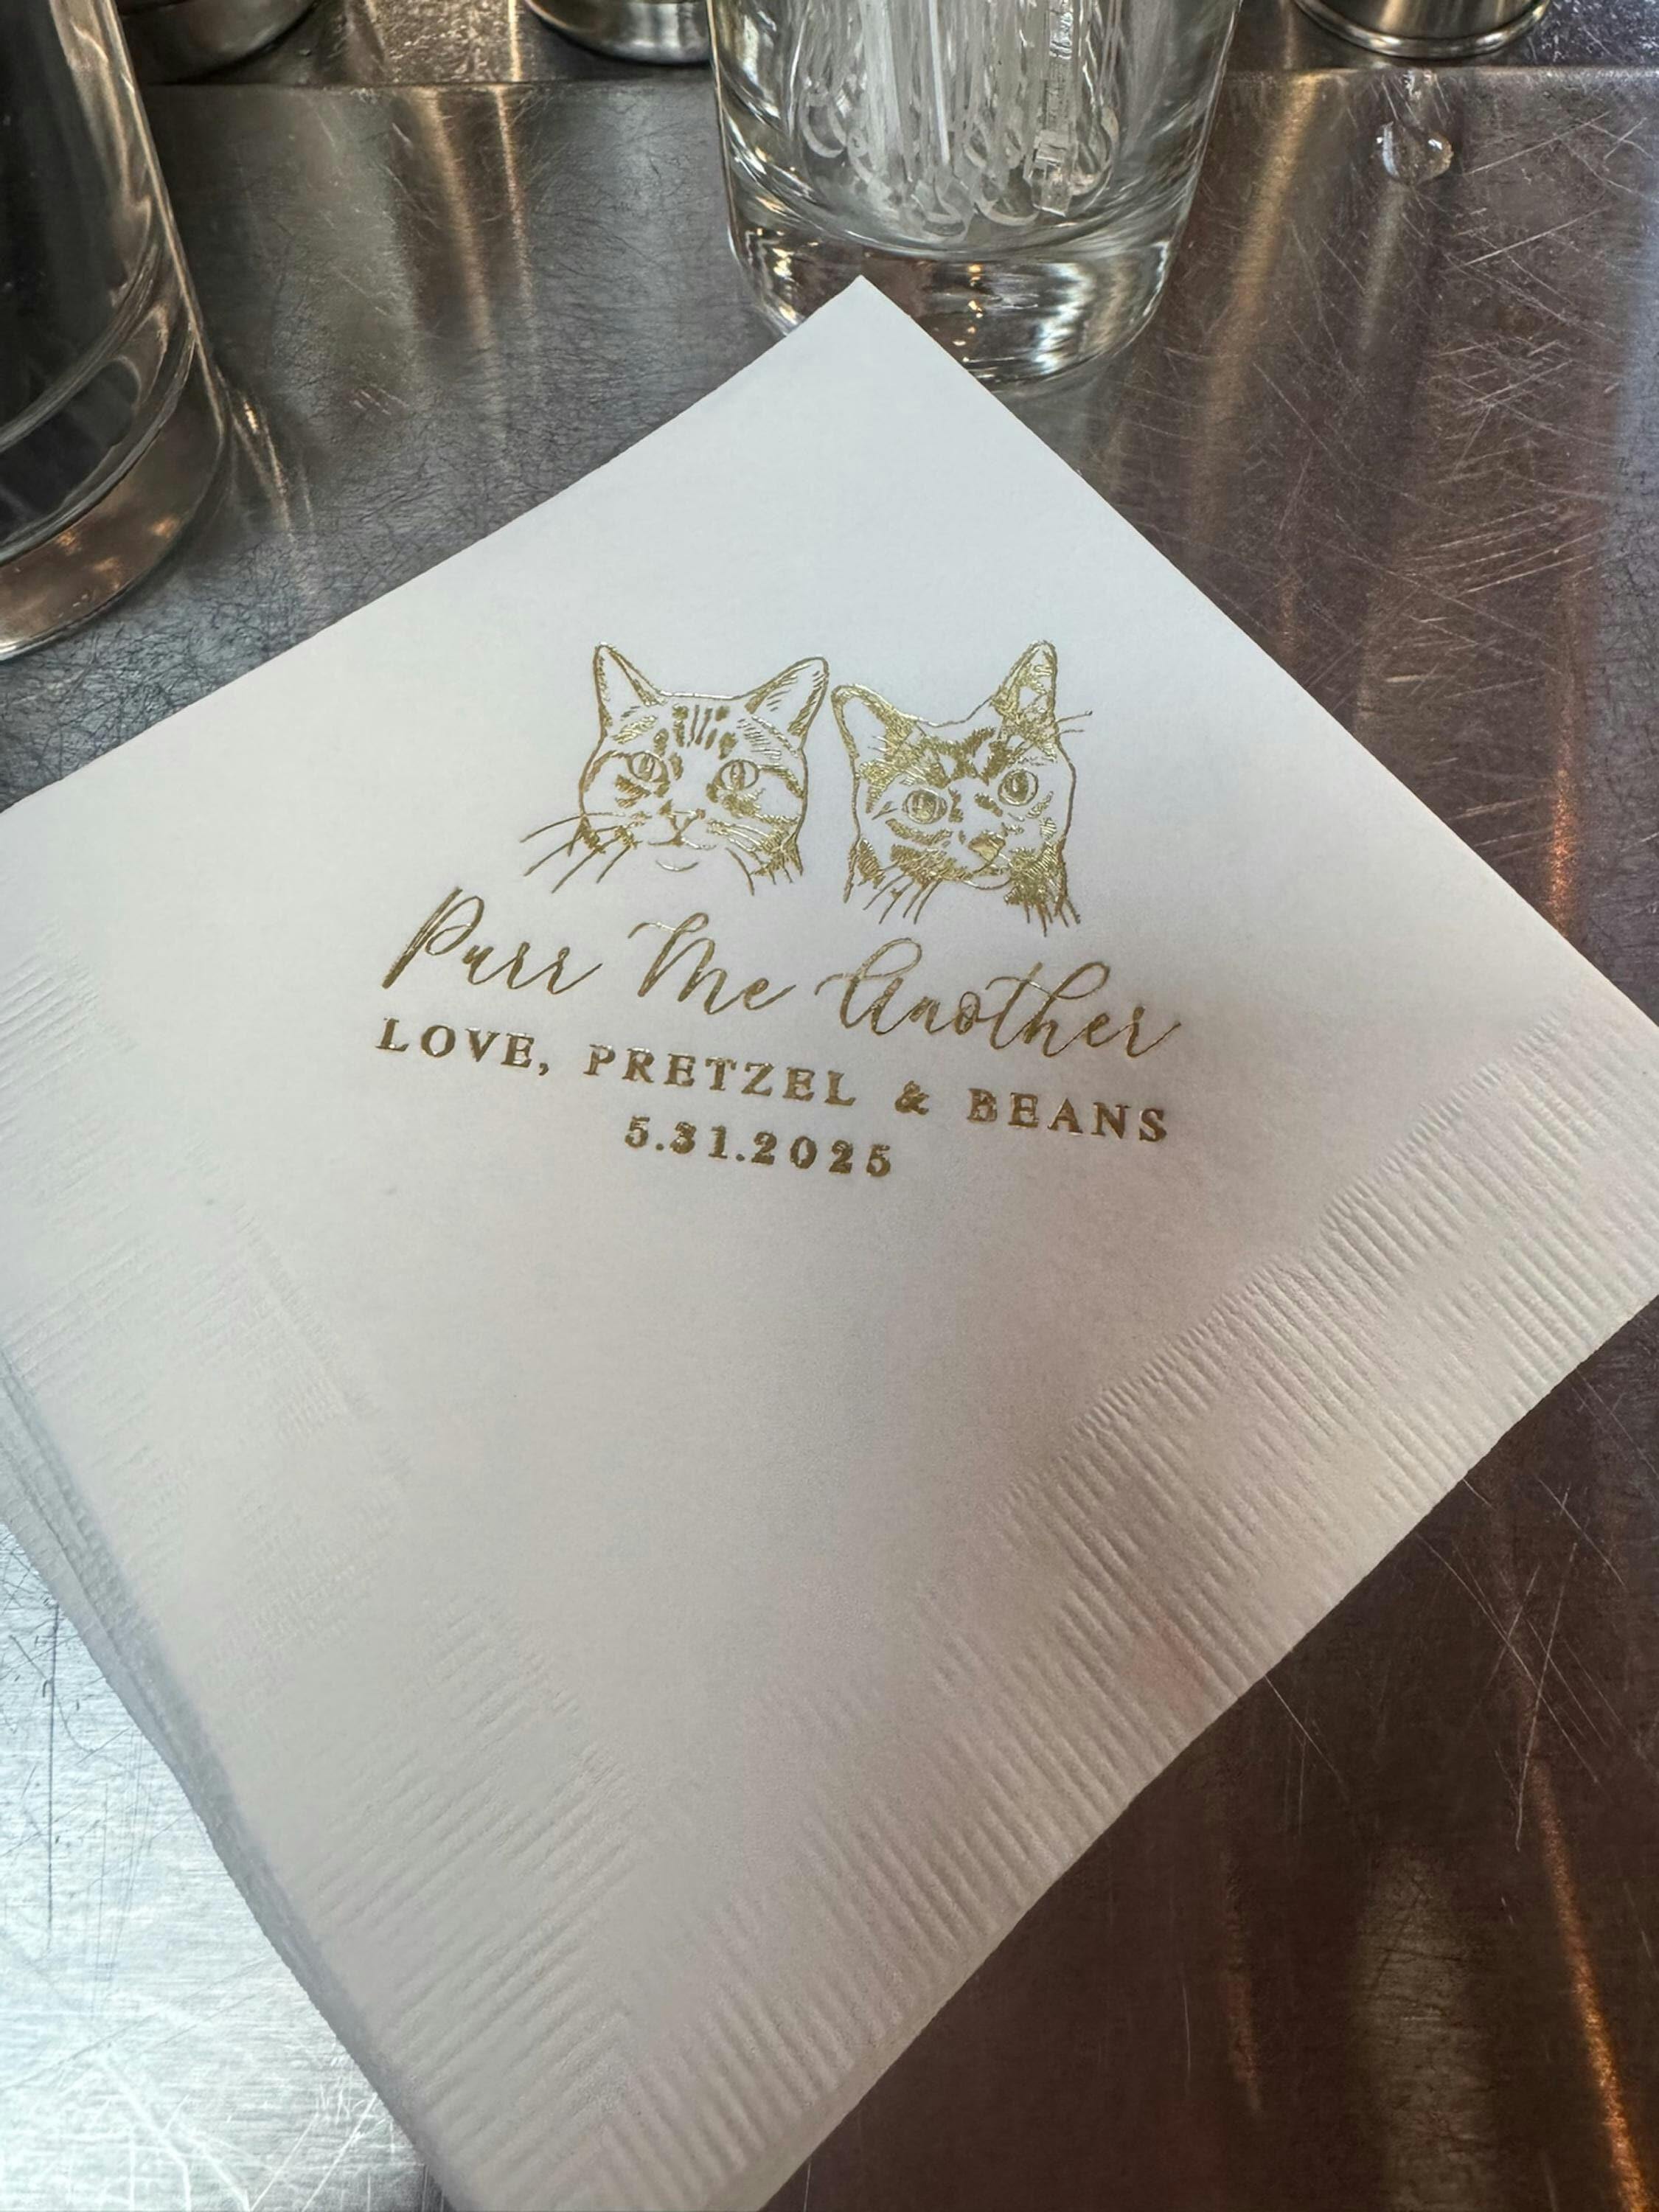 Purr Me Another
LOVE, PRETZEL & BEANS
5.31.2025